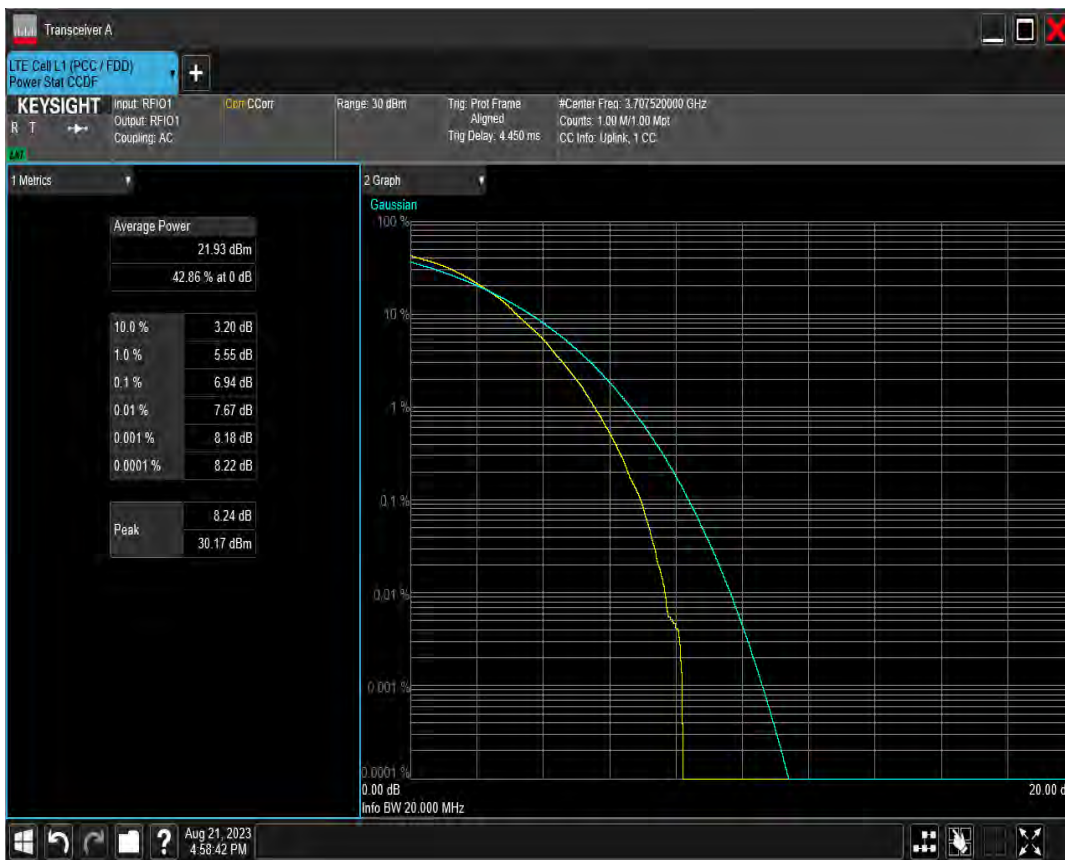 Transceiver A
LTE Cell L1 (PCC / FDD)
Power Stat CCDF
+
KEYSIGHT
R T
LNI
Input: RFIO1
Output: RFIO1
Coupling: AC
Corr CCorr
Range: 30 dBm
Trig: Prot Frame
Aligned
Trig Delay: 4.450 ms
#Center Freq: 3.707520000 GHz
Counts: 1.00 M/1.00 Mpt
CC Info: Uplink, 1 CC
1 Metrics
Average Power
21.93 dBm
42.86 % at 0 dB
10.0 % 3.20 dB
1.0 % 5.55 dB
0.1 % 6.94 dB
0.01 % 7.67 dB
0.001 % 8.18 dB
0.0001 % 8.22 dB
Peak 8.24 dB
30.17 dBm
2 Graph
Gaussian
100 %
10 %
1 %
0.1 %
0.01 %
0.001 %
0.0001 %
0.00 dB
20.00 d
Info BW 20.000 MHz
?
Aug 21, 2023
4:58:42 PM